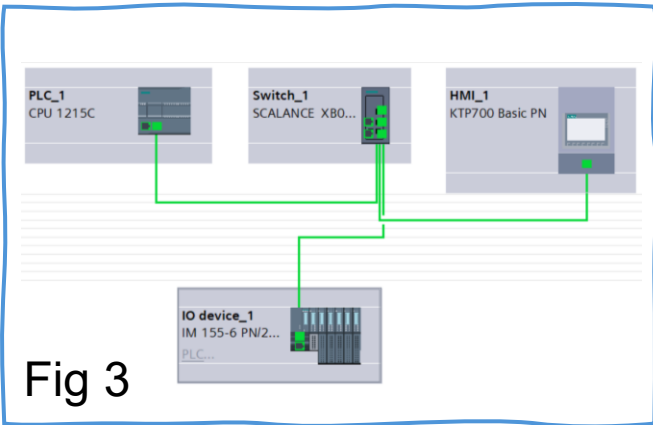 PLC_1
CPU 1215C
Switch_1
SCALANCE XB0...
HMI_1
KTP700 Basic PN
IO device_1
IM 155-6 PN/2...
PLC...
Fig 3